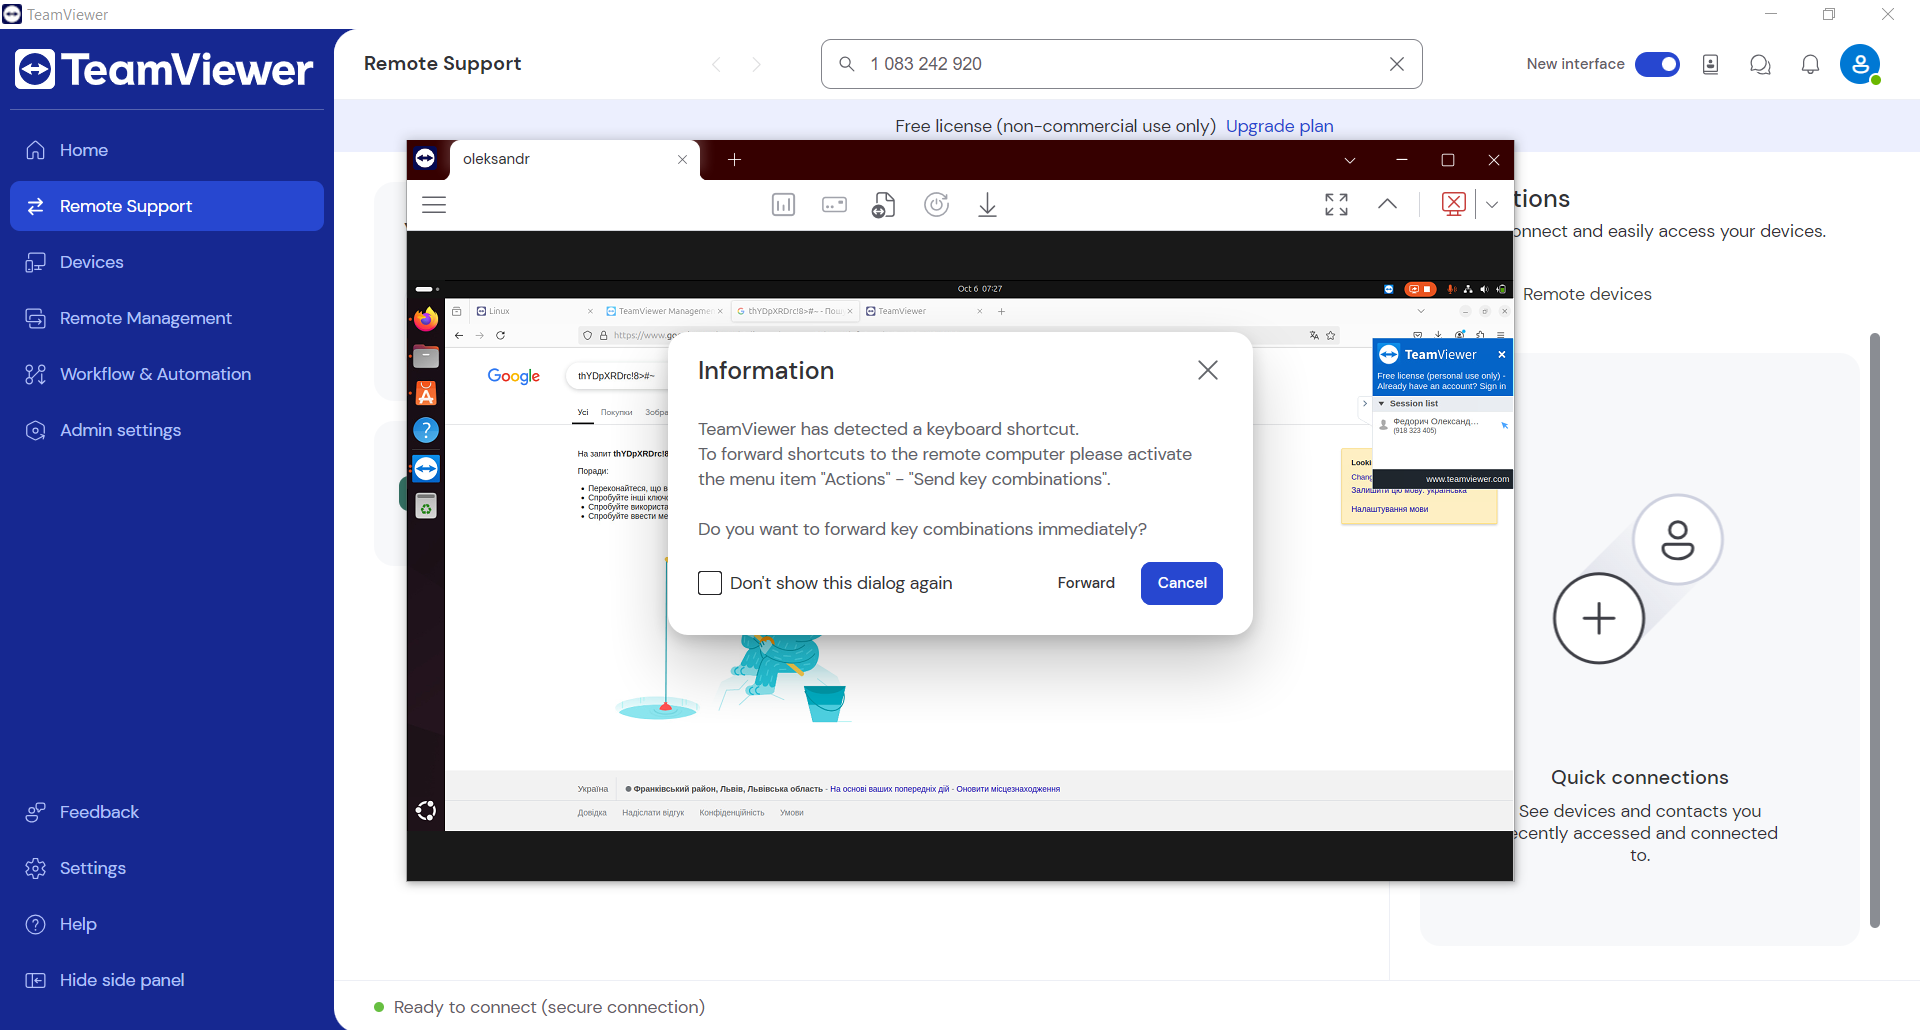 TeamViewer
TeamViewer
Remote Support
1 083 242 920
New interface
Free license (non-commercial use only) Upgrade plan
Home
Remote Support
Devices
Remote Management
Workflow & Automation
Admin settings
Feedback
Settings
Help
Hide side panel
oleksandr
tions
onnect and easily access your devices.
Remote devices
Oct 6 07:27
Linux
TeamViewer Managemen
thYDpXRDrc!8>#~ - Пош
TeamViewer
https://www.go
Google
thYDpXRDrc!8>#~
Усі Покупки Зобра
На запит thYDpXRDrc!8
Поради:
Переконайтеся, що в
Спробуйте інші ключо
Спробуйте використа
Спробуйте ввести ме
Information
TeamViewer has detected a keyboard shortcut.
To forward shortcuts to the remote computer please activate
the menu item "Actions" - "Send key combinations".
Do you want to forward key combinations immediately?
Don't show this dialog again
Forward
Cancel
TeamViewer
Free license (personal use only) -
Already have an account? Sign in
Session list
Федорич Олександ...
(918 323 405)
www.teamviewer.com
Looki
Chang
Залишити цю мову: українська
Налаштування мови
Україна
Франківський район, Львів, Львівська область - На основі ваших попередніх дій - Оновити місцезнаходження
Довідка Надіслати відгук Конфіденційність Умови
Quick connections
See devices and contacts you
ecently accessed and connected
to.
Ready to connect (secure connection)